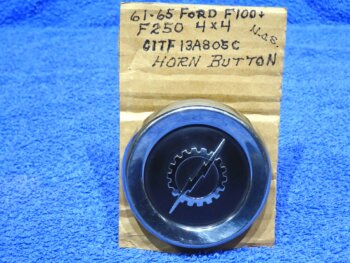 61-65 FORD F100+
F250 4x4
N.O.S.
C1TF 13A805C
HORN BUTTON